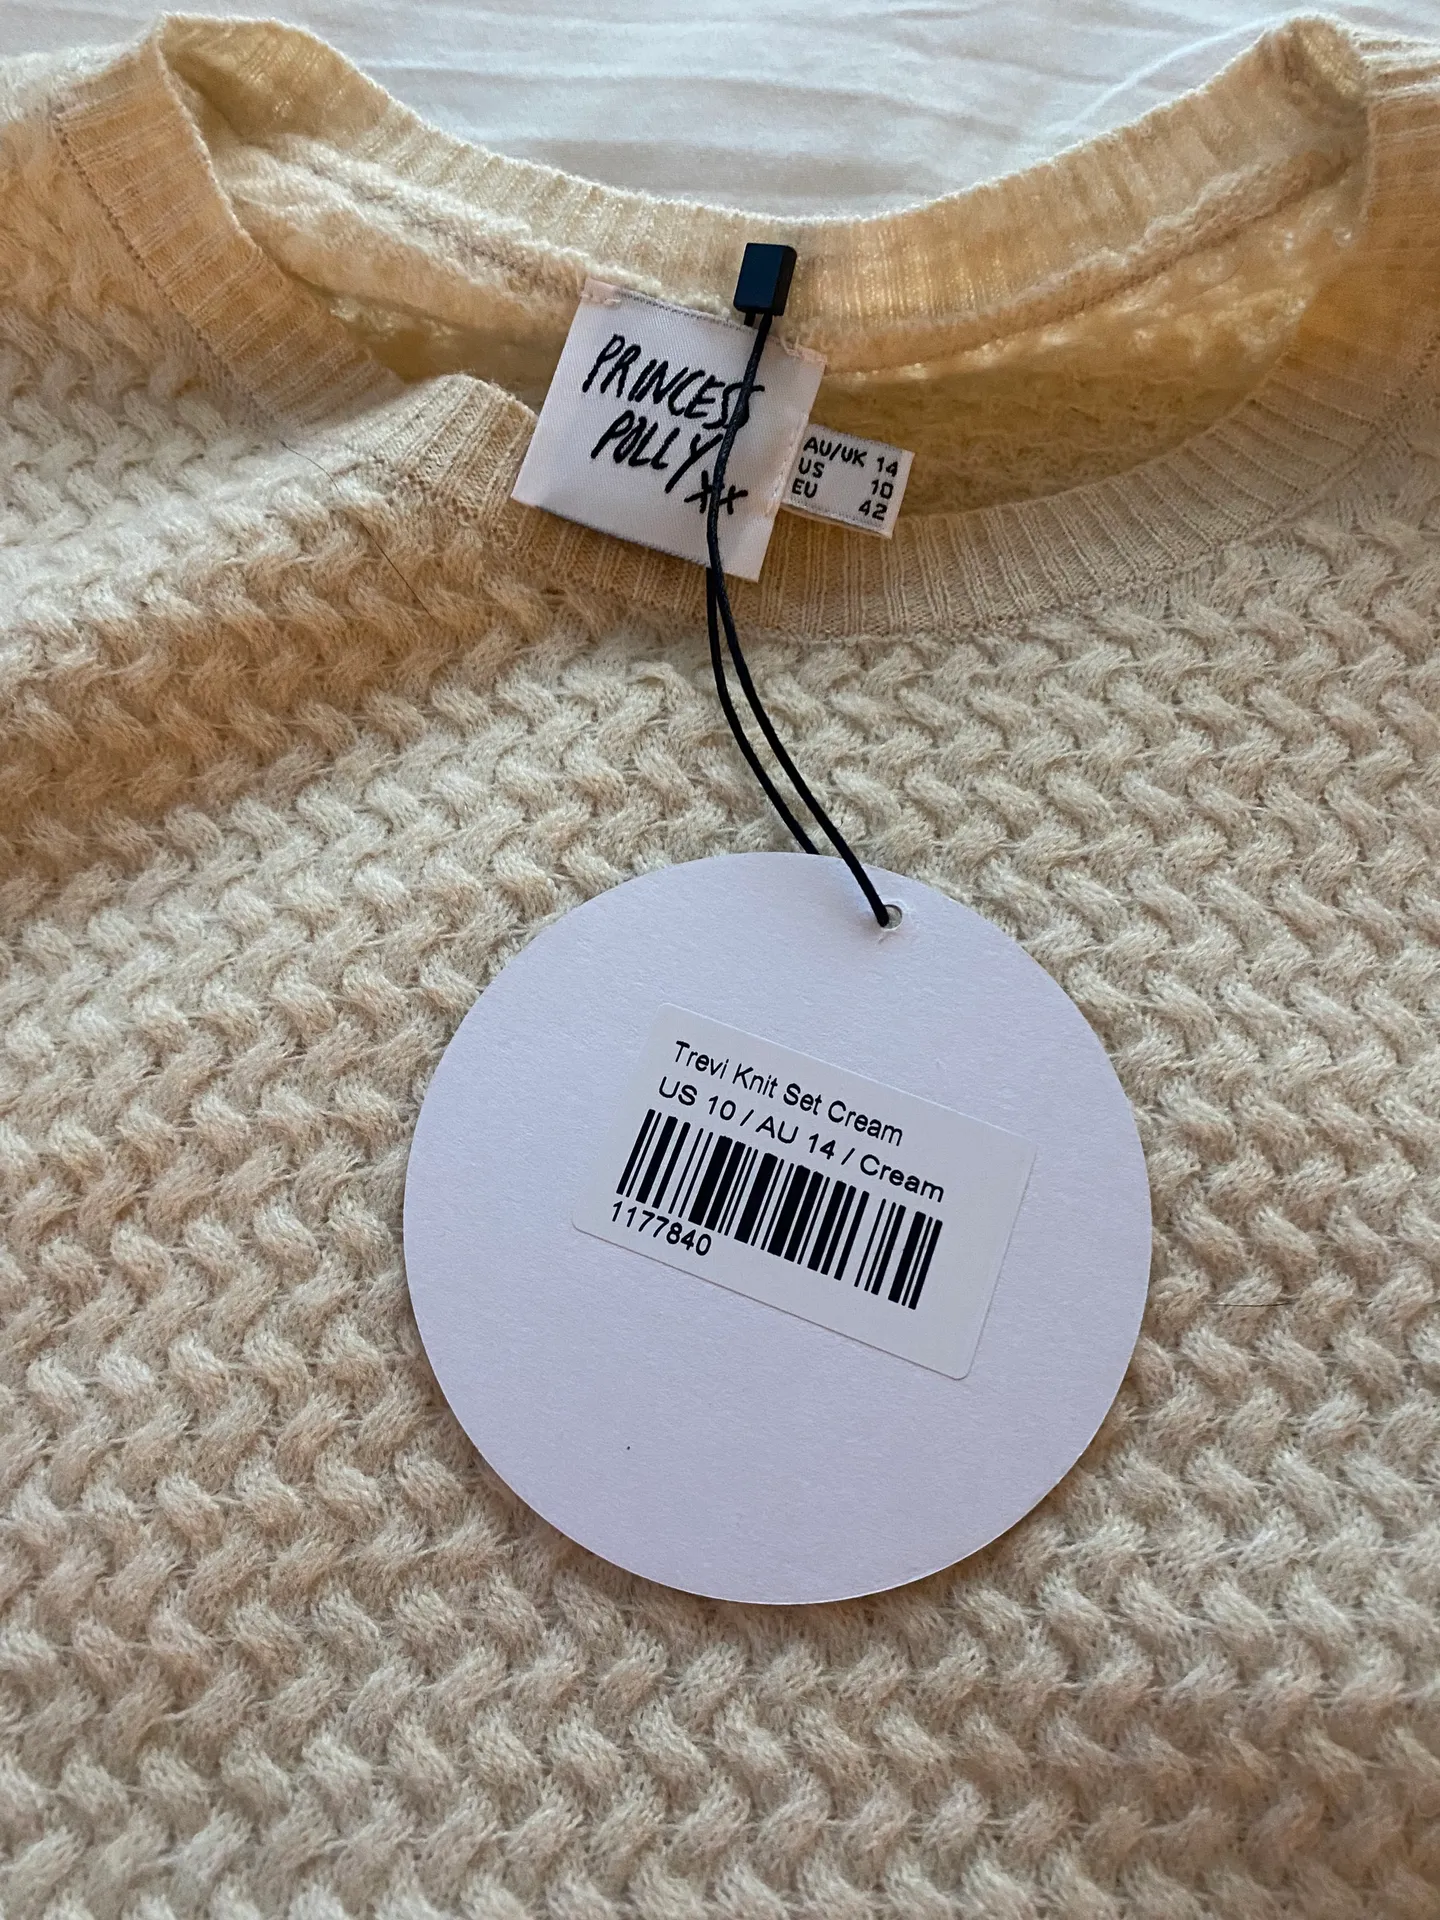 PRINCESS
POLLY
xx
AU/UK 14
US 10
EU 42
Trevi Knit Set Cream
US 10 / AU 14 / Cream
1177840